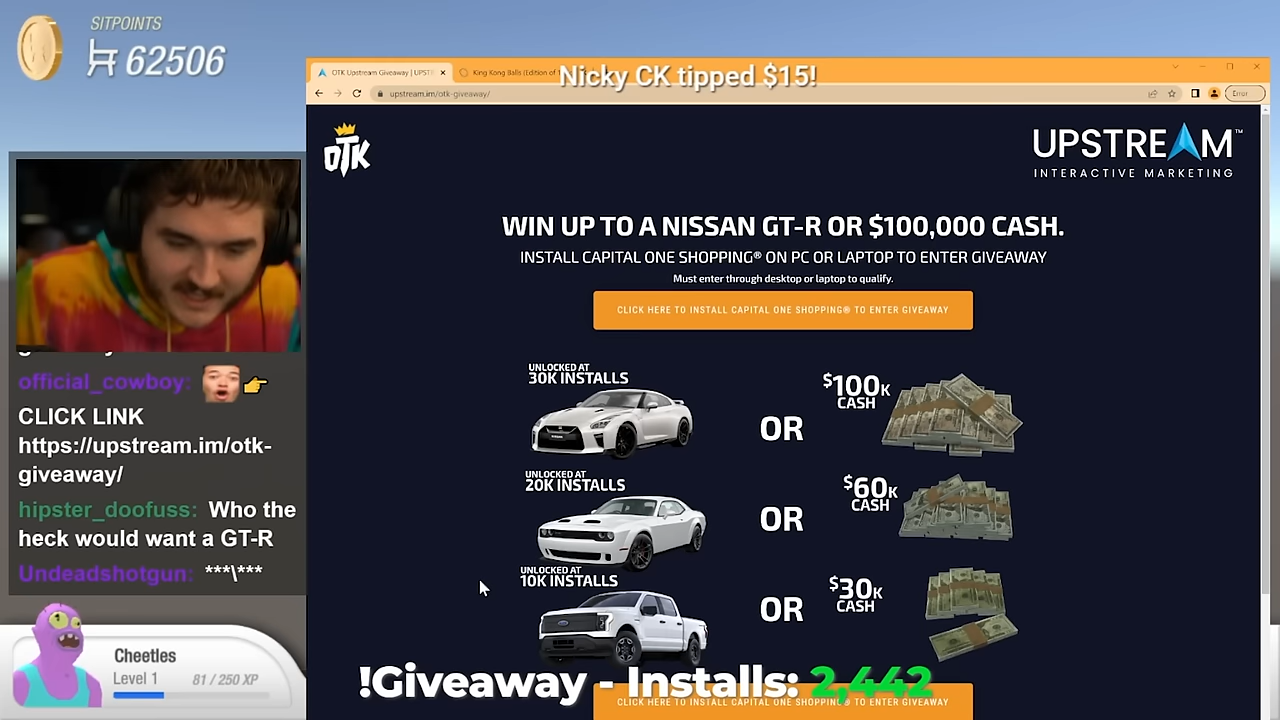 SITPOINTS
62506
OTK Upstream Giveaway | UPST
King Kong Balls (Edition of
Nicky CK tipped $15!
upstream.im/otk-giveaway/
Error
OTK
UPSTREAM™
INTERACTIVE MARKETING
WIN UP TO A NISSAN GT-R OR $100,000 CASH.
INSTALL CAPITAL ONE SHOPPING® ON PC OR LAPTOP TO ENTER GIVEAWAY
Must enter through desktop or laptop to qualify.
CLICK HERE TO INSTALL CAPITAL ONE SHOPPING® TO ENTER GIVEAWAY
UNLOCKED AT
30K INSTALLS
OR
$100K
CASH
UNLOCKED AT
20K INSTALLS
OR
$60K
CASH
UNLOCKED AT
10K INSTALLS
OR
$30K
CASH
!Giveaway - Installs: 2,442
CLICK HERE TO INSTALL CAPITAL ONE SHOPPING® TO ENTER GIVEAWAY
official_cowboy:
CLICK LINK
https://upstream.im/otk-
giveaway/
hipster_doofuss: Who the
heck would want a GT-R
Undeadshotgun: ***\***
Cheetles
Level 1
81 / 250 XP